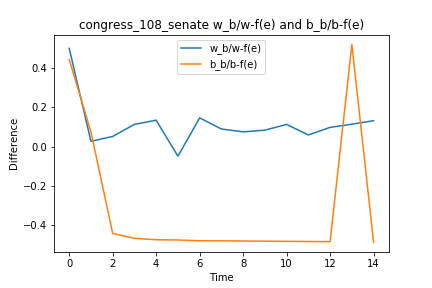 congress_108_senate w_b/w-f(e) and b_b/b-f(e)
w_b/w-f(e)
b_b/b-f(e)
0.4
0.2
0.0
−0.2
−0.4
Difference
0 2 4 6 8 10 12 14
Time